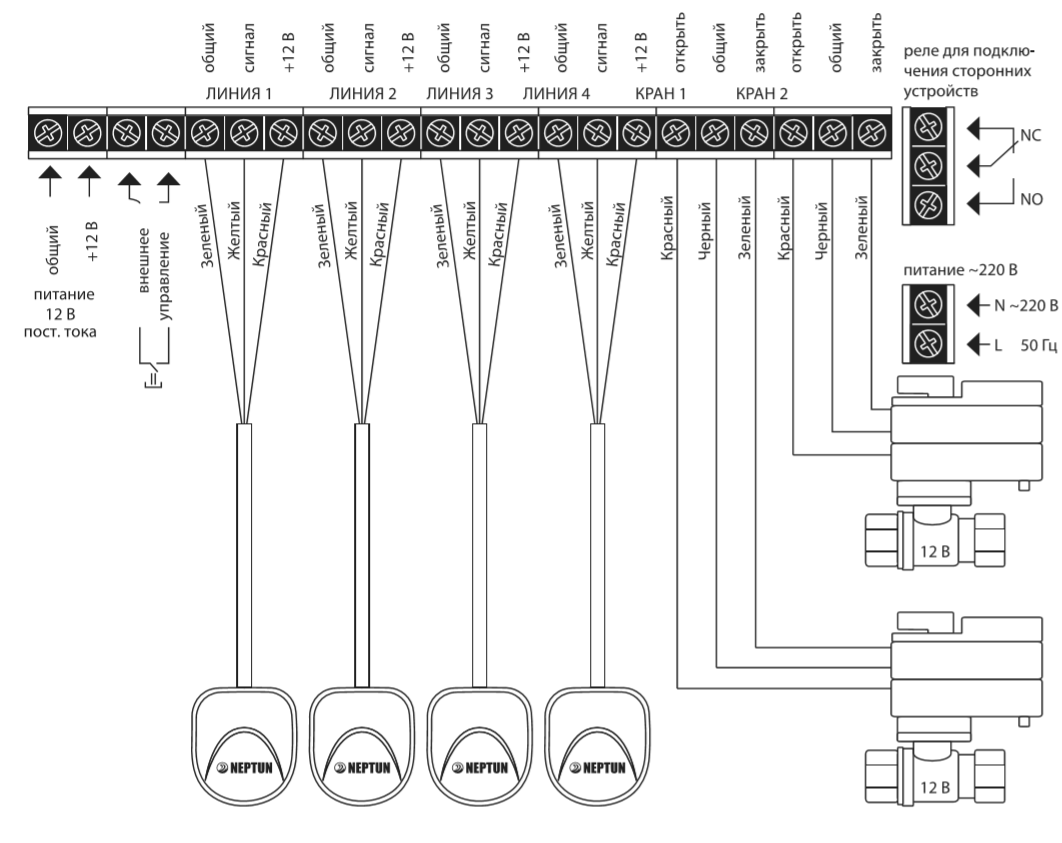 общий
сигнал
+12 В
общий
сигнал
+12 В
общий
сигнал
+12 В
общий
сигнал
+12 В
открыть
общий
закрыть
открыть
общий
закрыть
ЛИНИЯ 1
ЛИНИЯ 2
ЛИНИЯ 3
ЛИНИЯ 4
КРАН 1
КРАН 2
реле для подклю-
чения сторонних
устройств
NC
NO
общий
+12 В
питание
12 В
пост. тока
внешнее
управление
Зеленый
Желтый
Красный
Зеленый
Желтый
Красный
Зеленый
Желтый
Красный
Зеленый
Желтый
Красный
Красный
Черный
Зеленый
Красный
Черный
Зеленый
питание ~220 В
N ~220 В
L 50 Гц
12 В
12 В
NEPTUN
NEPTUN
NEPTUN
NEPTUN